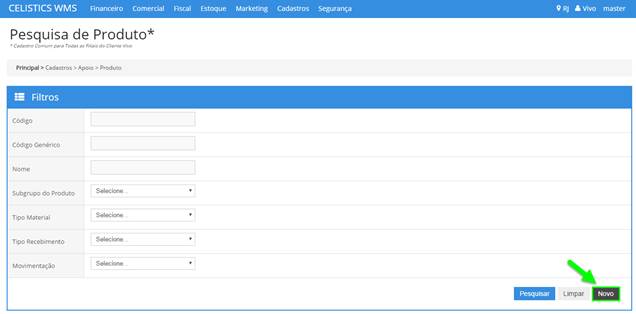 CELISTICS WMS Financeiro Comercial Fiscal Estoque Marketing Cadastros Segurança RJ Vivo master
Pesquisa de Produto*
* Cadastro Comum para Todas as Filiais do Cliente Vivo
Principal > Cadastros > Apoio > Produto
Filtros
Código
Código Genérico
Nome
Subgrupo do Produto Selecione...
Tipo Material Selecione...
Tipo Recebimento Selecione...
Movimentação Selecione...
Pesquisar Limpar Novo